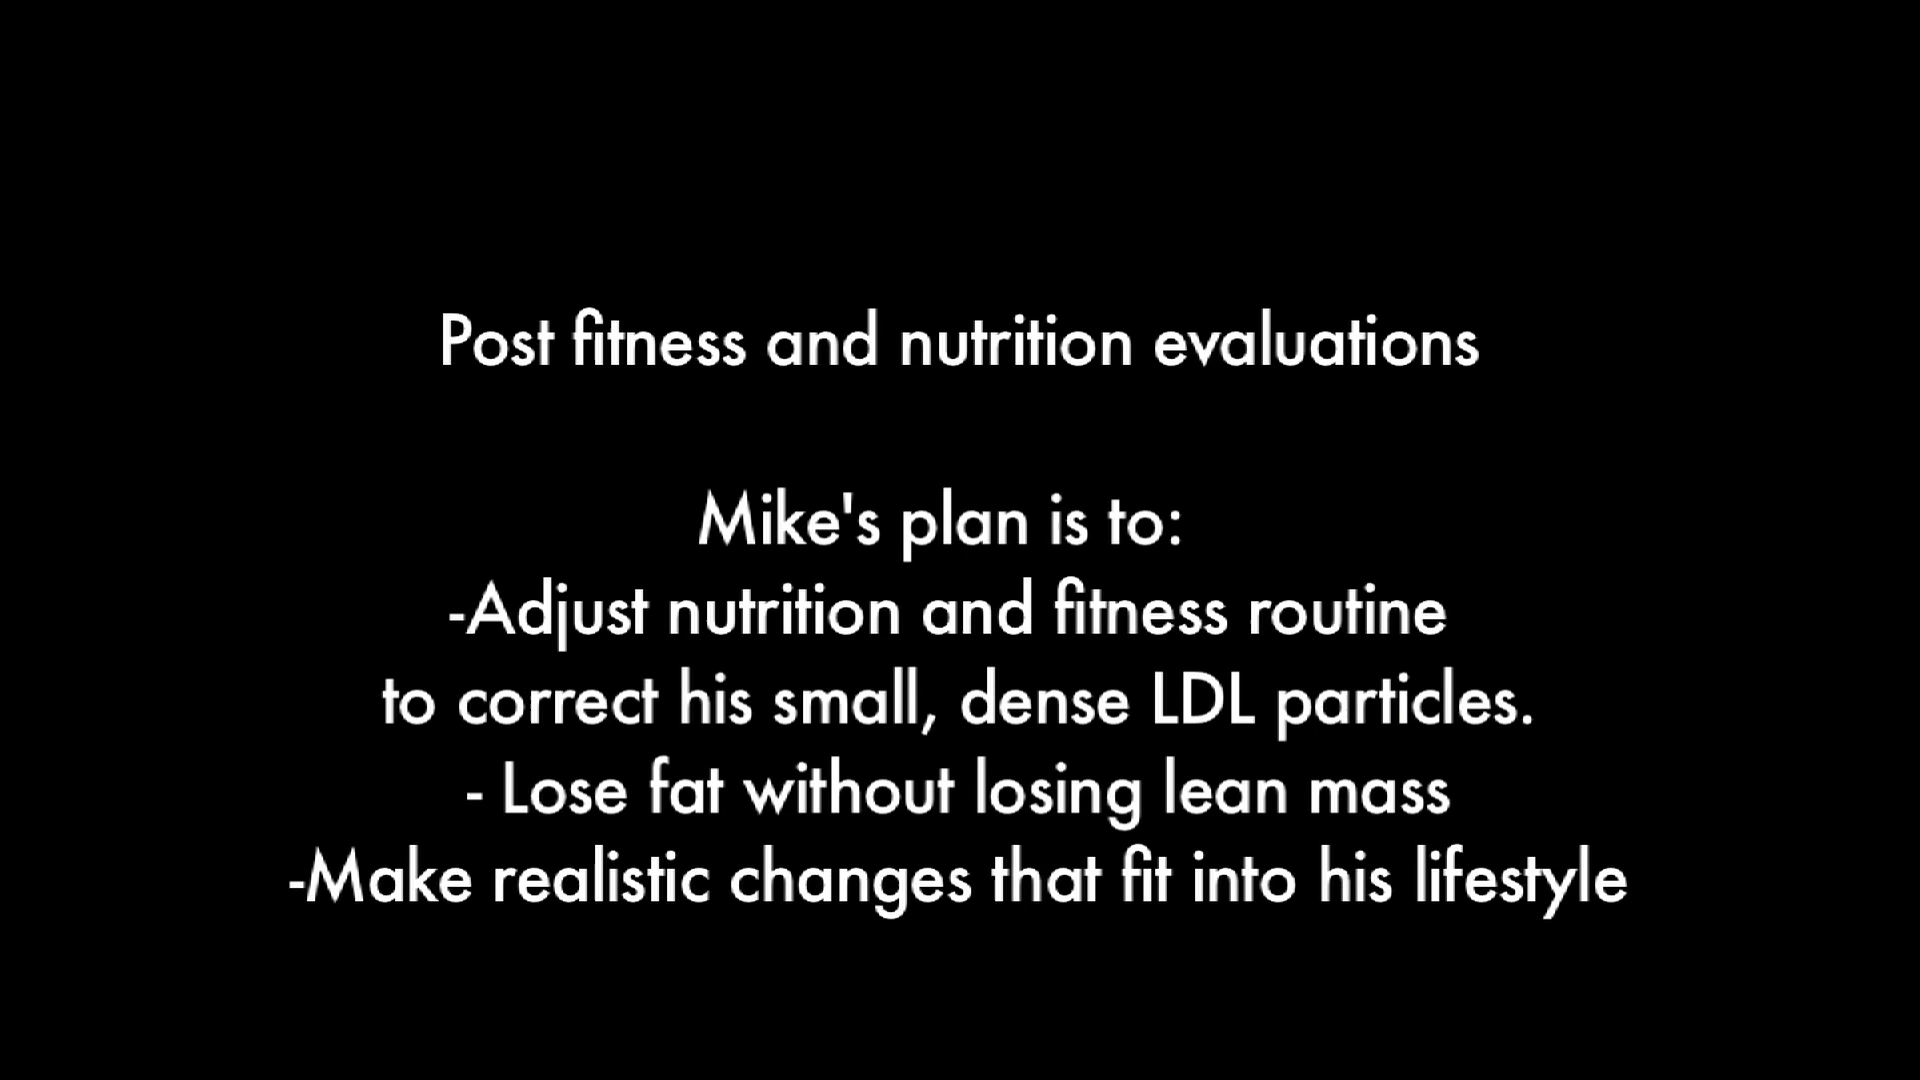 Post fitness and nutrition evaluations
Mike's plan is to:
-Adjust nutrition and fitness routine
to correct his small, dense LDL particles.
- Lose fat without losing lean mass
-Make realistic changes that fit into his lifestyle